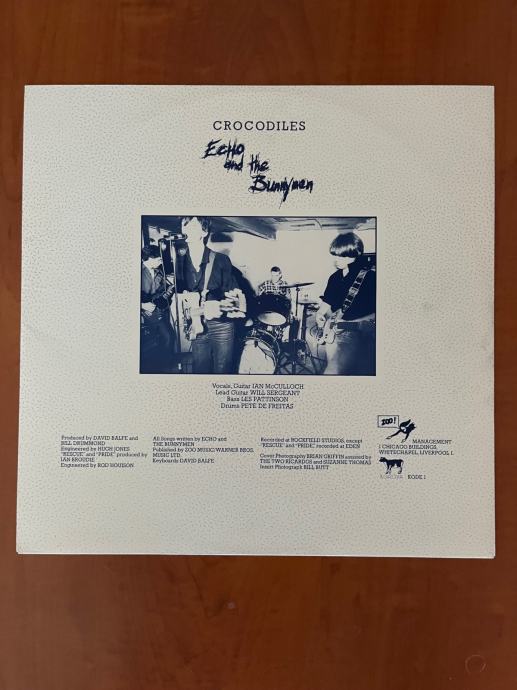 CROCODILES
Echo
and the
Bunnymen
Vocals, Guitar IAN McCULLOCH
Lead Guitar WILL SERGEANT
Bass LES PATTINSON
Drums PETE DE FREITAS
Produced by DAVID BALFE and
BILL DRUMMOND
Engineered by HUGH JONES
"RESCUE" and "PRIDE" produced by
IAN BROUDIE
Engineered by ROD HOUISON
All Songs written by ECHO and
THE BUNNYMEN
Published by ZOO MUSIC/WARNER BROS.
MUSIC LTD.
Keyboards DAVID BALFE
Recorded at ROCKFIELD STUDIOS, except
"RESCUE" and "PRIDE", recorded at EDEN
Cover Photography BRIAN GRIFFIN assisted by
THE TWO RICARDOS and SUZANNE THOMAS
Insert Photograph BILL BUTT
ZOO!
MANAGEMENT
1 CHICAGO BUILDINGS,
WHITECHAPEL, LIVERPOOL 1.
KODE 1